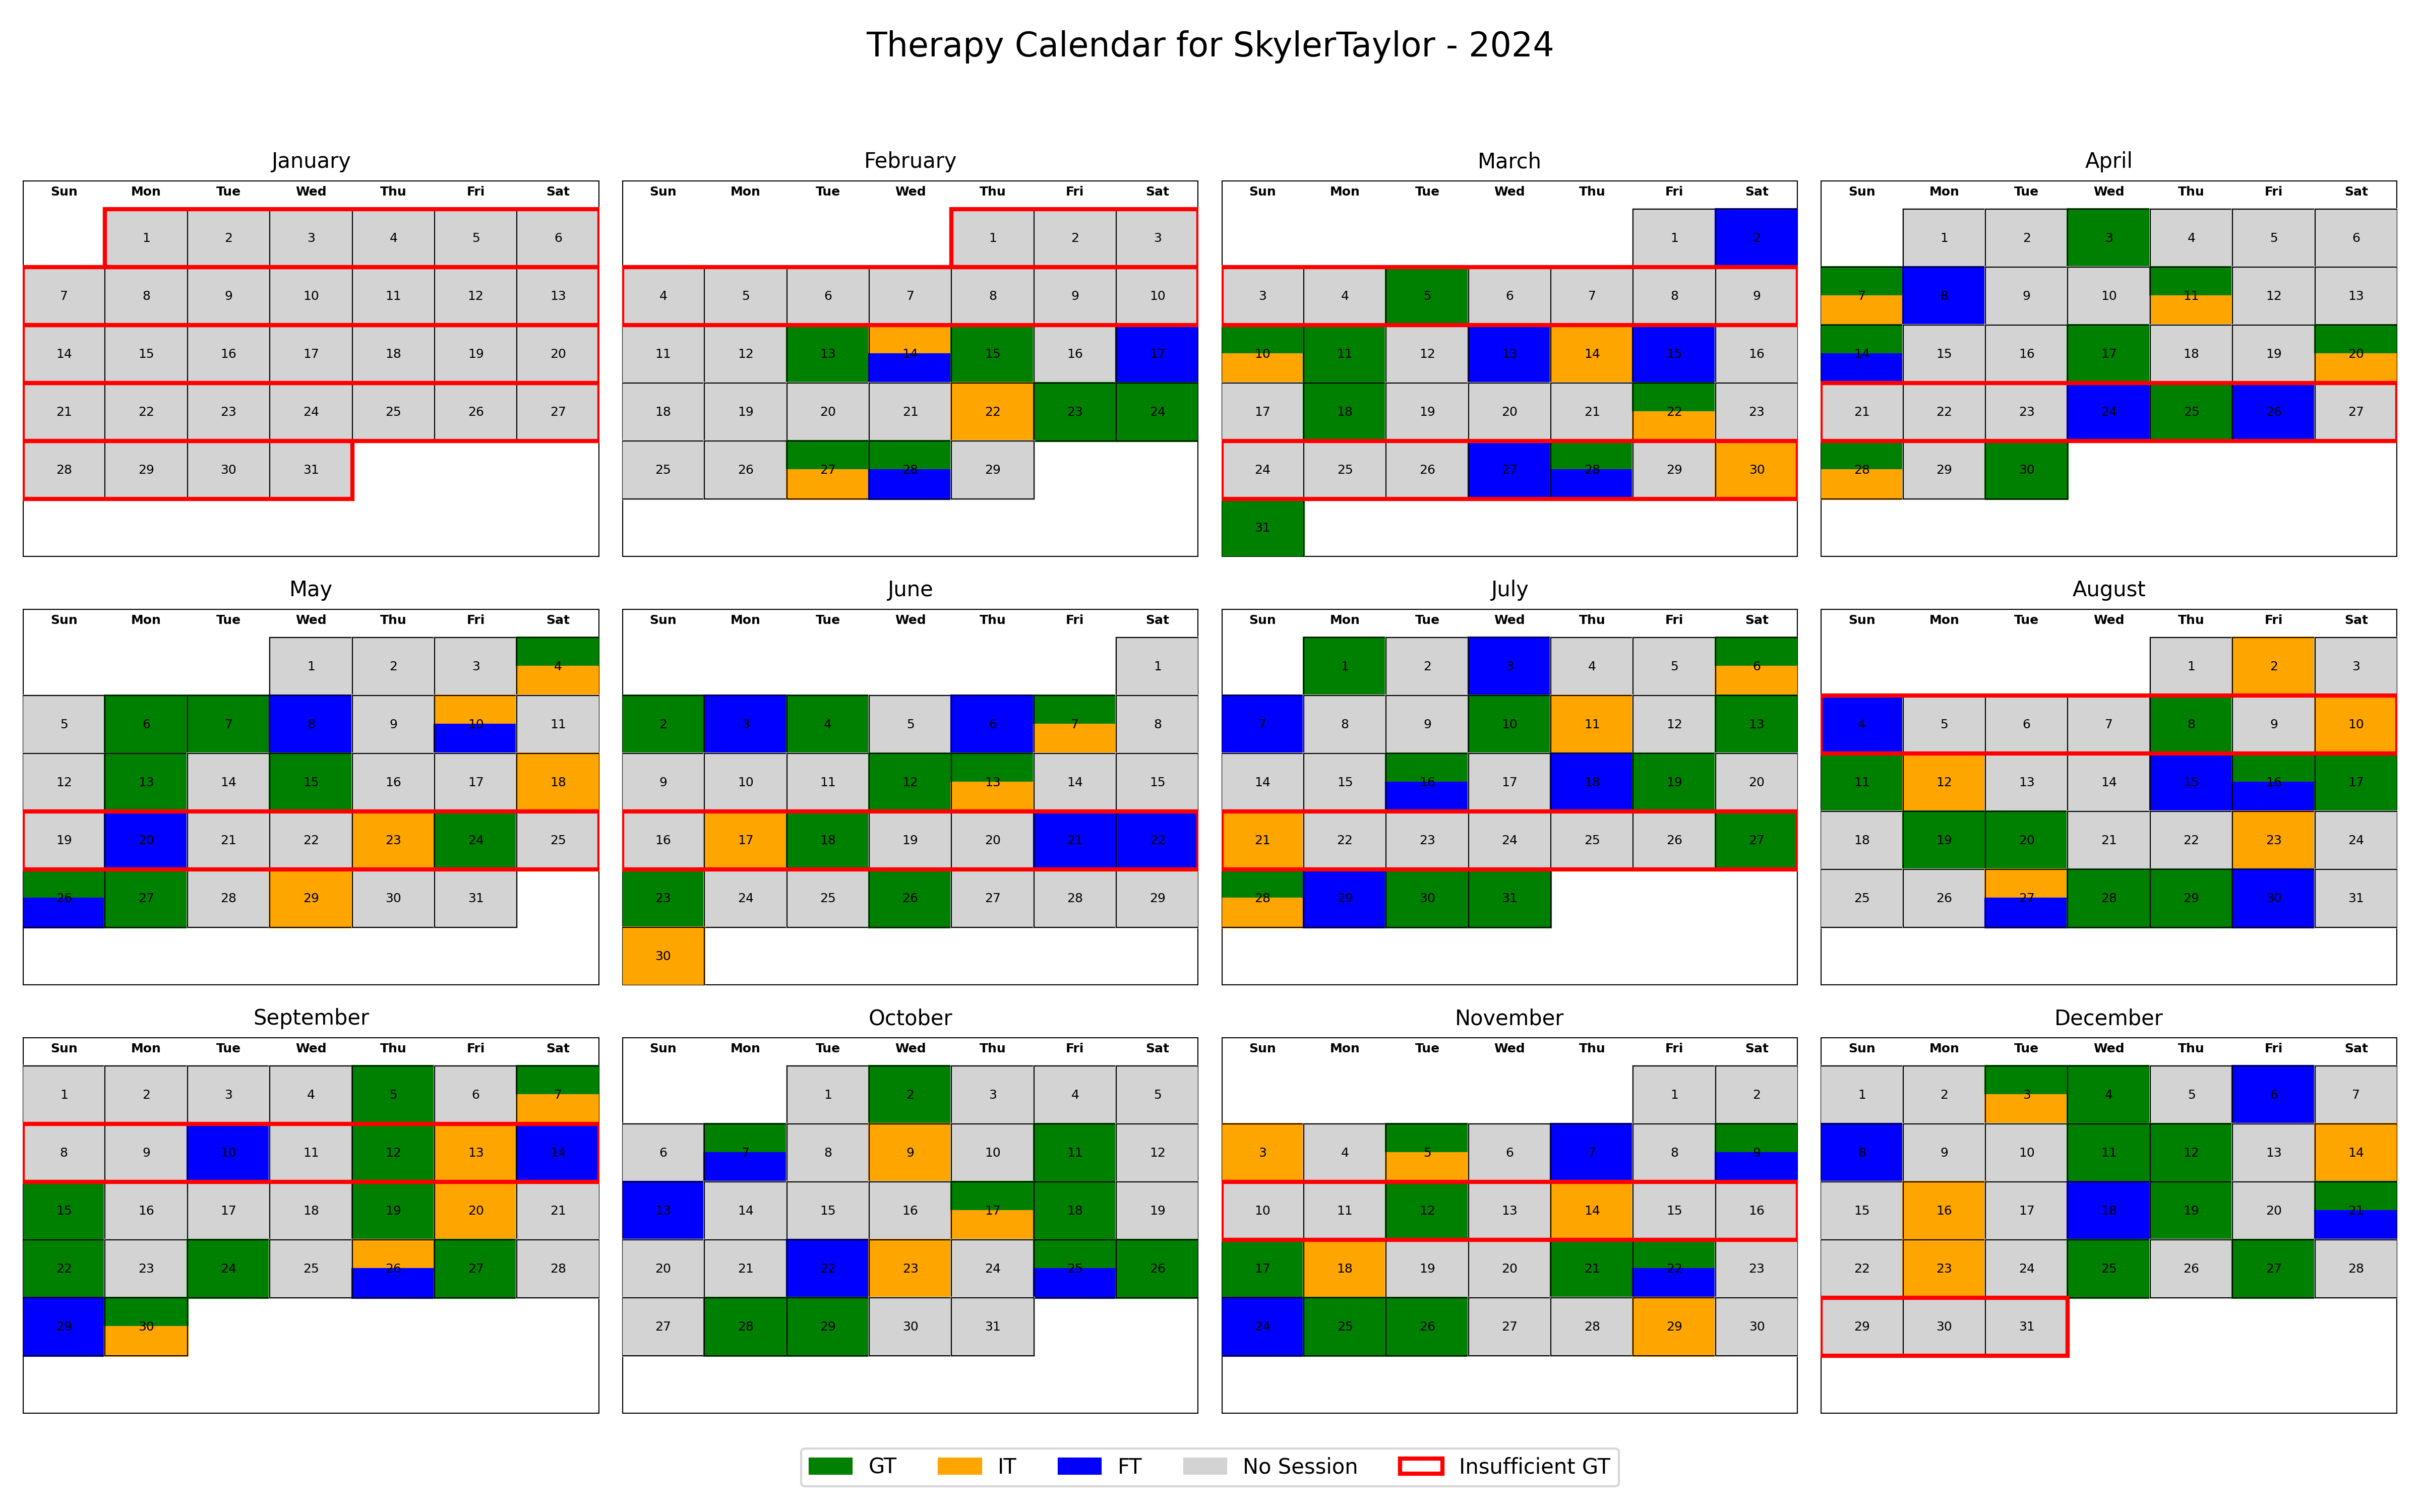 Therapy Calendar for SkylerTaylor - 2024
January February March April
Sun Mon Tue Wed Thu Fri Sat Sun Mon Tue Wed Thu Fri Sat Sun Mon Tue Wed Thu Fri Sat Sun Mon Tue Wed Thu Fri Sat
1 2 3 4 5 6 1 2 3 1 2 1 2 3 4 5 6
7 8 9 10 11 12 13 4 5 6 7 8 9 10 3 4 5 6 7 8 9 7 8 9 10 11 12 13
14 15 16 17 18 19 20 11 12 13 14 15 16 17 10 11 12 13 14 15 16 14 15 16 17 18 19 20
21 22 23 24 25 26 27 18 19 20 21 22 23 24 17 18 19 20 21 22 23 21 22 23 24 25 26 27
28 29 30 31 25 26 27 28 29 24 25 26 27 28 29 30 28 29 30
31
May June July August
Sun Mon Tue Wed Thu Fri Sat Sun Mon Tue Wed Thu Fri Sat Sun Mon Tue Wed Thu Fri Sat Sun Mon Tue Wed Thu Fri Sat
1 2 3 4 1 1 2 3 4 5 6 1 2 3
5 6 7 8 9 10 11 2 3 4 5 6 7 8 7 8 9 10 11 12 13 4 5 6 7 8 9 10
12 13 14 15 16 17 18 9 10 11 12 13 14 15 14 15 16 17 18 19 20 11 12 13 14 15 16 17
19 20 21 22 23 24 25 16 17 18 19 20 21 22 21 22 23 24 25 26 27 18 19 20 21 22 23 24
26 27 28 29 30 31 23 24 25 26 27 28 29 28 29 30 31 25 26 27 28 29 30 31
30
September October November December
Sun Mon Tue Wed Thu Fri Sat Sun Mon Tue Wed Thu Fri Sat Sun Mon Tue Wed Thu Fri Sat Sun Mon Tue Wed Thu Fri Sat
1 2 3 4 5 6 7 1 2 3 4 5 1 2 1 2 3 4 5 6 7
8 9 10 11 12 13 14 6 7 8 9 10 11 12 3 4 5 6 7 8 9 8 9 10 11 12 13 14
15 16 17 18 19 20 21 13 14 15 16 17 18 19 10 11 12 13 14 15 16 15 16 17 18 19 20 21
22 23 24 25 26 27 28 20 21 22 23 24 25 26 17 18 19 20 21 22 23 22 23 24 25 26 27 28
29 30 27 28 29 30 31 24 25 26 27 28 29 30 29 30 31
GT IT FT No Session Insufficient GT